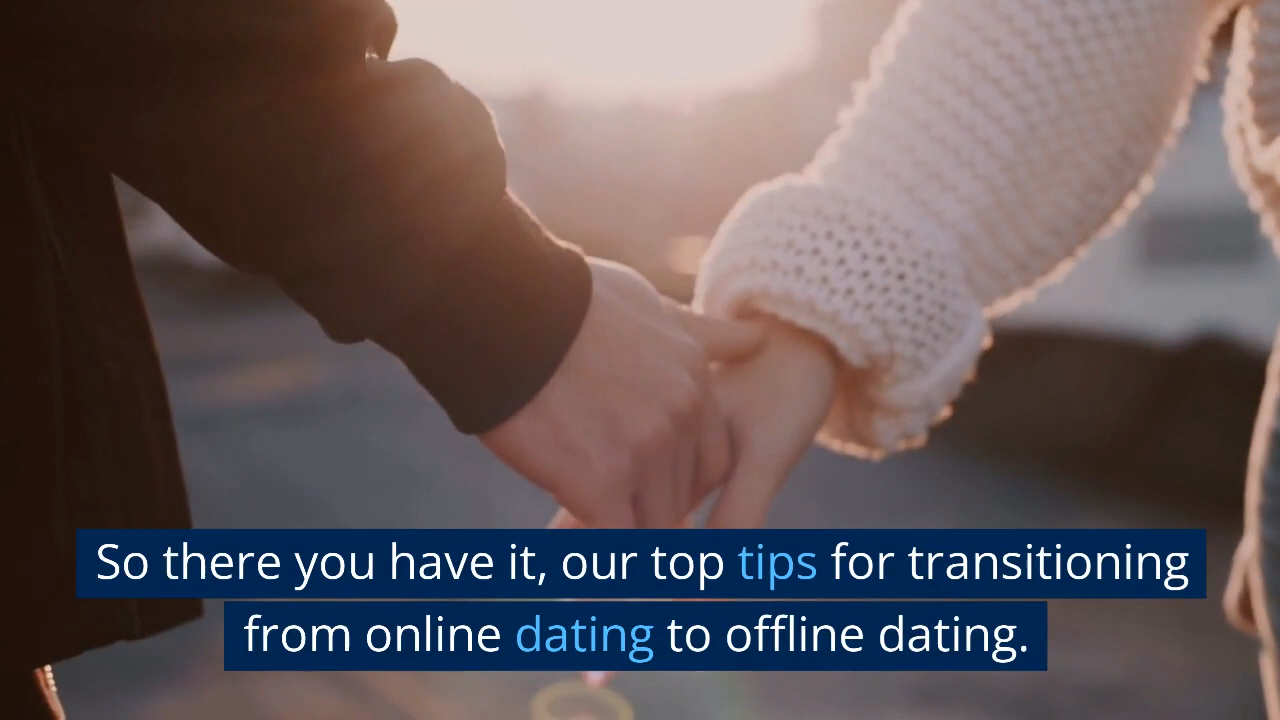 So there you have it, our top tips for transitioning
from online dating to offline dating.